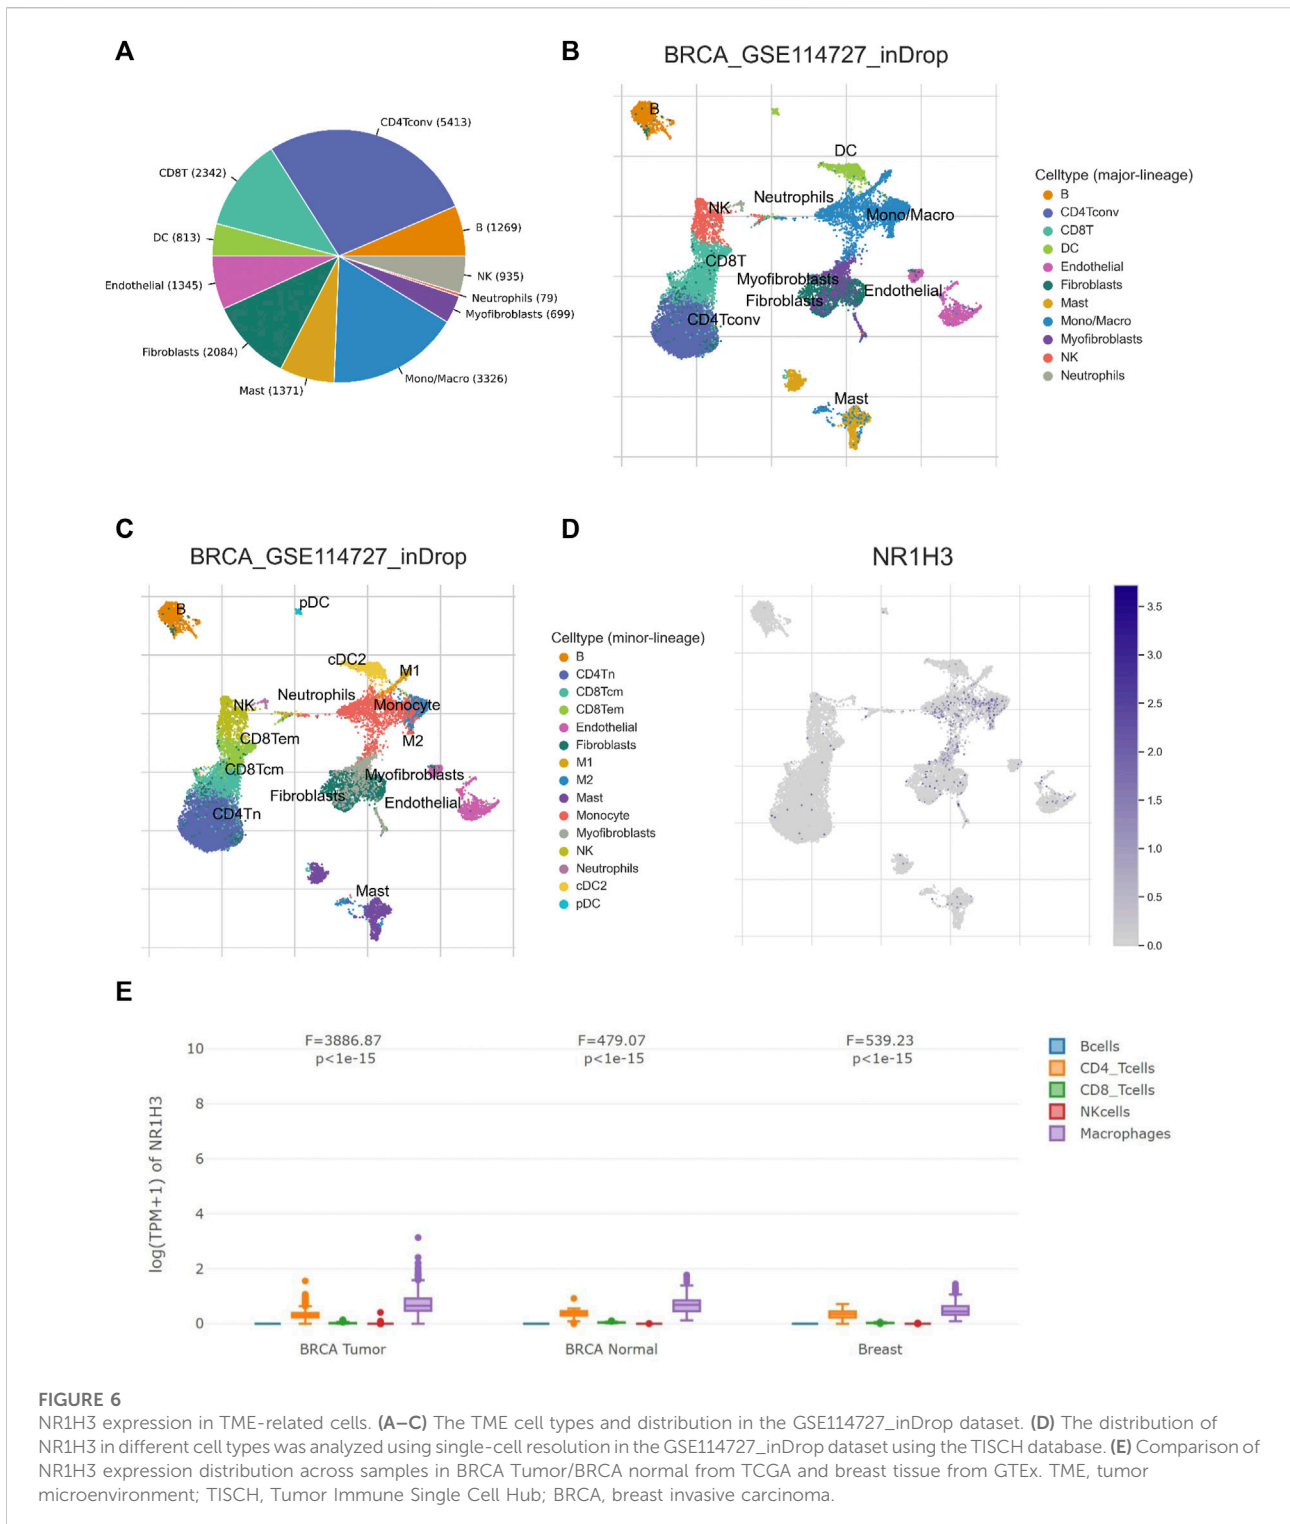 A
CD4Tconv (5413)
CD8T (2342)
DC (813)
B (1269)
NK (935)
Endothelial (1345)
Neutrophils (79)
Myofibroblasts (699)
Fibroblasts (2084)
Mast (1371)
Mono/Macro (3326)
B
BRCA_GSE114727_inDrop
B
DC
Neutrophils
NK
Mono/Macro
CD8T
Myofibroblasts
Fibroblasts
Endothelial
CD4Tconv
Mast
Celltype (major-lineage)
B
CD4Tconv
CD8T
DC
Endothelial
Fibroblasts
Mast
Mono/Macro
Myofibroblasts
NK
Neutrophils
C
BRCA_GSE114727_inDrop
B
pDC
cDC2
M1
Neutrophils
NK
Monocyte
CD8Tem
M2
CD8Tcm
Myofibroblasts
Fibroblasts
Endothelial
CD4Tn
Mast
Celltype (minor-lineage)
B
CD4Tn
CD8Tcm
CD8Tem
Endothelial
Fibroblasts
M1
M2
Mast
Monocyte
Myofibroblasts
NK
Neutrophils
cDC2
pDC
D
NR1H3
3.5
3.0
2.5
2.0
1.5
1.0
0.5
0.0
E
log(TPM+1) of NR1H3
10
8
6
4
2
0
F=3886.87
p<1e-15
F=479.07
p<1e-15
F=539.23
p<1e-15
BRCA Tumor
BRCA Normal
Breast
Bcells
CD4_Tcells
CD8_Tcells
NKcells
Macrophages
FIGURE 6
NR1H3 expression in TME-related cells. (A–C) The TME cell types and distribution in the GSE114727_inDrop dataset. (D) The distribution of
NR1H3 in different cell types was analyzed using single-cell resolution in the GSE114727_inDrop dataset using the TISCH database. (E) Comparison of
NR1H3 expression distribution across samples in BRCA Tumor/BRCA normal from TCGA and breast tissue from GTEx. TME, tumor
microenvironment; TISCH, Tumor Immune Single Cell Hub; BRCA, breast invasive carcinoma.